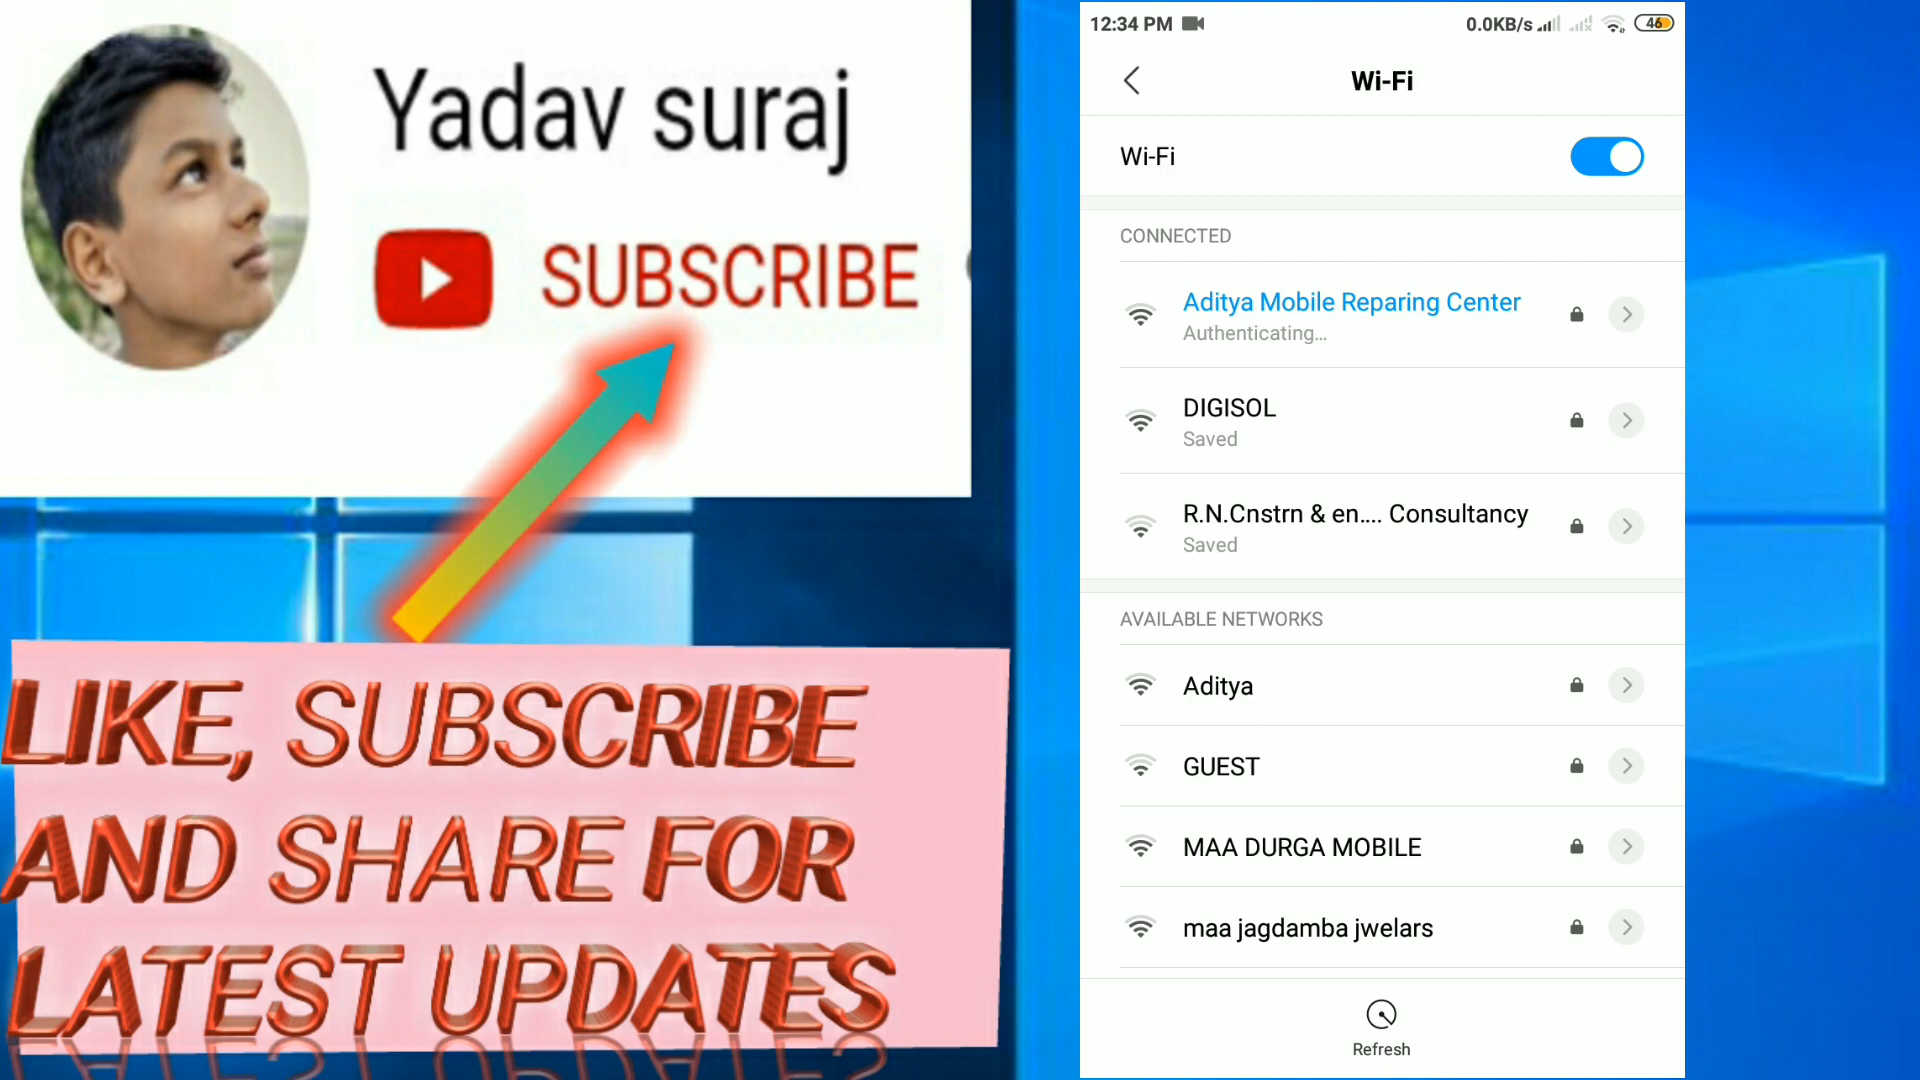 Yadav suraj
SUBSCRIBE
LIKE, SUBSCRIBE
AND SHARE FOR
LATEST UPDATES
12:34 PM
0.0KB/s
46
Wi-Fi
Wi-Fi
CONNECTED
Aditya Mobile Reparing Center
Authenticating...
DIGISOL
Saved
R.N.Cnstrn & en.... Consultancy
Saved
AVAILABLE NETWORKS
Aditya
GUEST
MAA DURGA MOBILE
maa jagdamba jwelars
Refresh